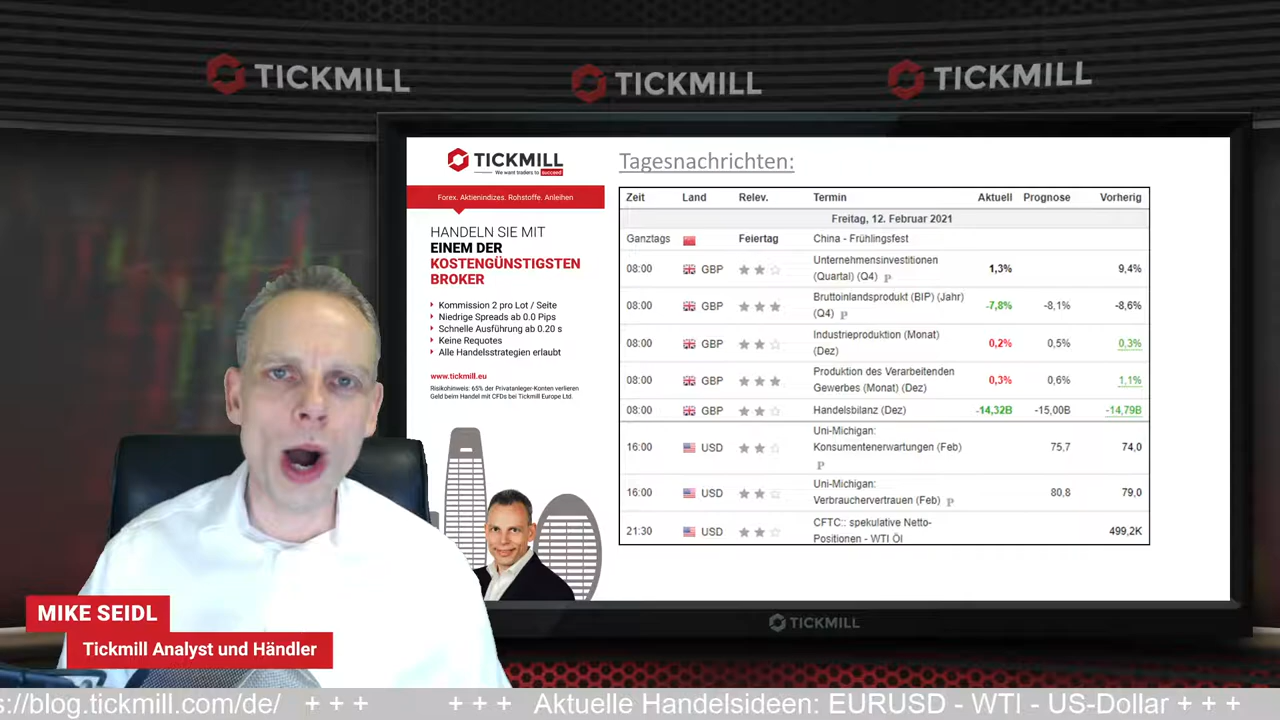 TICKMILL
TICKMILL
TICKMILL
TICKMILL
We want traders to succeed
Forex. Aktienindizes. Rohstoffe. Anleihen
HANDELN SIE MIT
EINEM DER
KOSTENGÜNSTIGSTEN
BROKER
Kommission 2 pro Lot / Seite
Niedrige Spreads ab 0.0 Pips
Schnelle Ausführung ab 0.20 s
Keine Requotes
Alle Handelsstrategien erlaubt
www.tickmill.eu
Risikohinweis: 65% der Privatanleger-Konten verlieren
Geld beim Handel mit CFDs bei Tickmill Europe Ltd.
Tagesnachrichten:
Zeit Land Relev. Termin Aktuell Prognose Vorherig
Freitag, 12. Februar 2021
Ganztags Feiertag China - Frühlingsfest
08:00 GBP Unternehmensinvestitionen (Quartal) (Q4) P 1,3% 9,4%
08:00 GBP Bruttoinlandsprodukt (BIP) (Jahr) (Q4) P -7,8% -8,1% -8,6%
08:00 GBP Industrieproduktion (Monat) (Dez) 0,2% 0,5% 0,3%
08:00 GBP Produktion des Verarbeitenden Gewerbes (Monat) (Dez) 0,3% 0,6% 1,1%
08:00 GBP Handelsbilanz (Dez) -14,32B -15,00B -14,79B
16:00 USD Uni-Michigan: Konsumentenerwartungen (Feb) P 75,7 74,0
16:00 USD Uni-Michigan: Verbrauchervertrauen (Feb) P 80,8 79,0
21:30 USD CFTC:: spekulative Netto-Positionen - WTI Öl 499,2K
TICKMILL
MIKE SEIDL
Tickmill Analyst und Händler
s://blog.tickmill.com/de/ + + + + + + Aktuelle Handelsideen: EURUSD - WTI - US-Dollar + + +